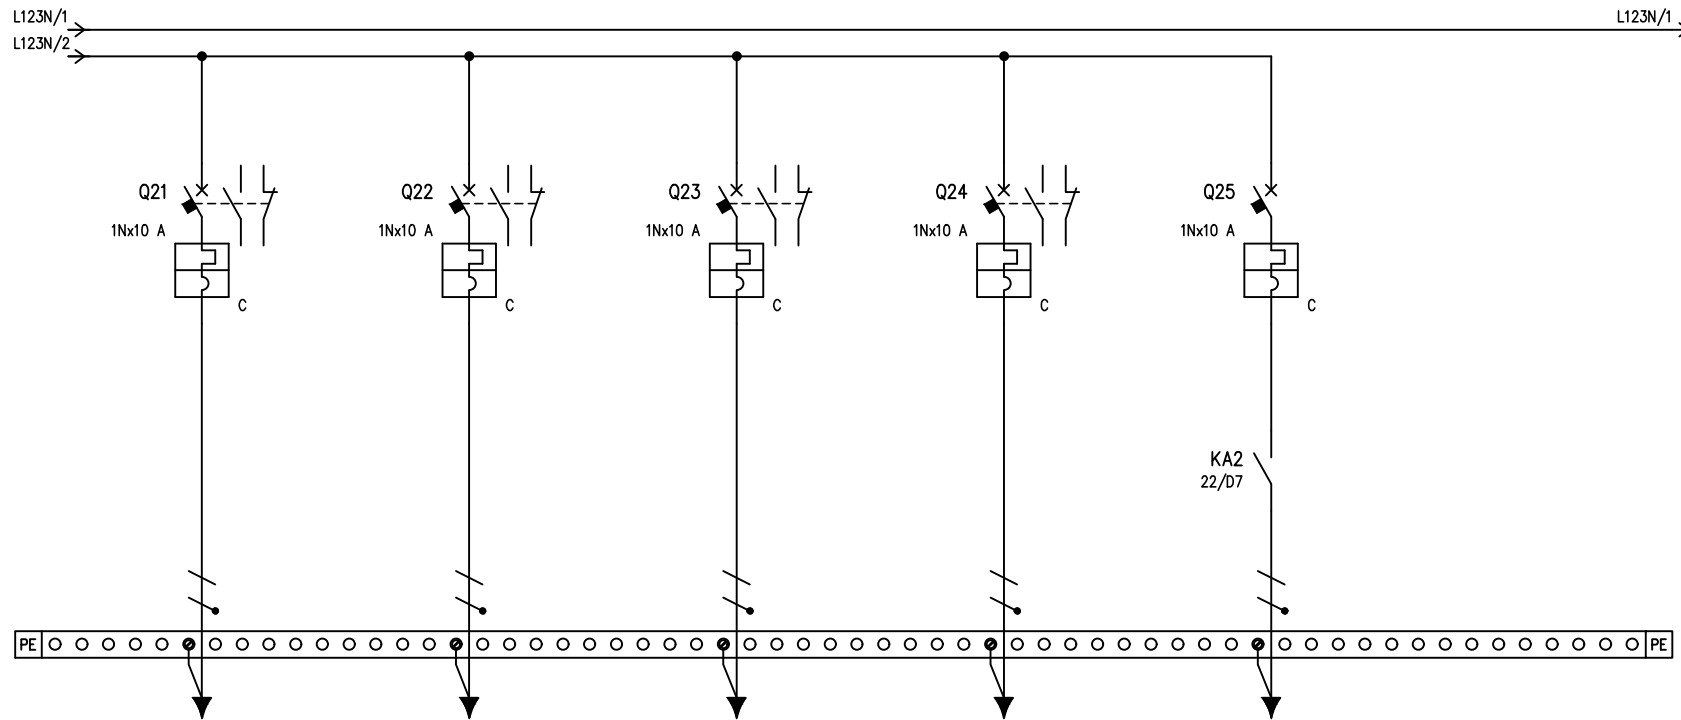 L123N/1
L123N/1
L123N/2
Q21
Q22
Q23
Q24
Q25
1Nx10 A
1Nx10 A
1Nx10 A
1Nx10 A
1Nx10 A
C
C
C
C
C
KA2
22/D7
PE
PE